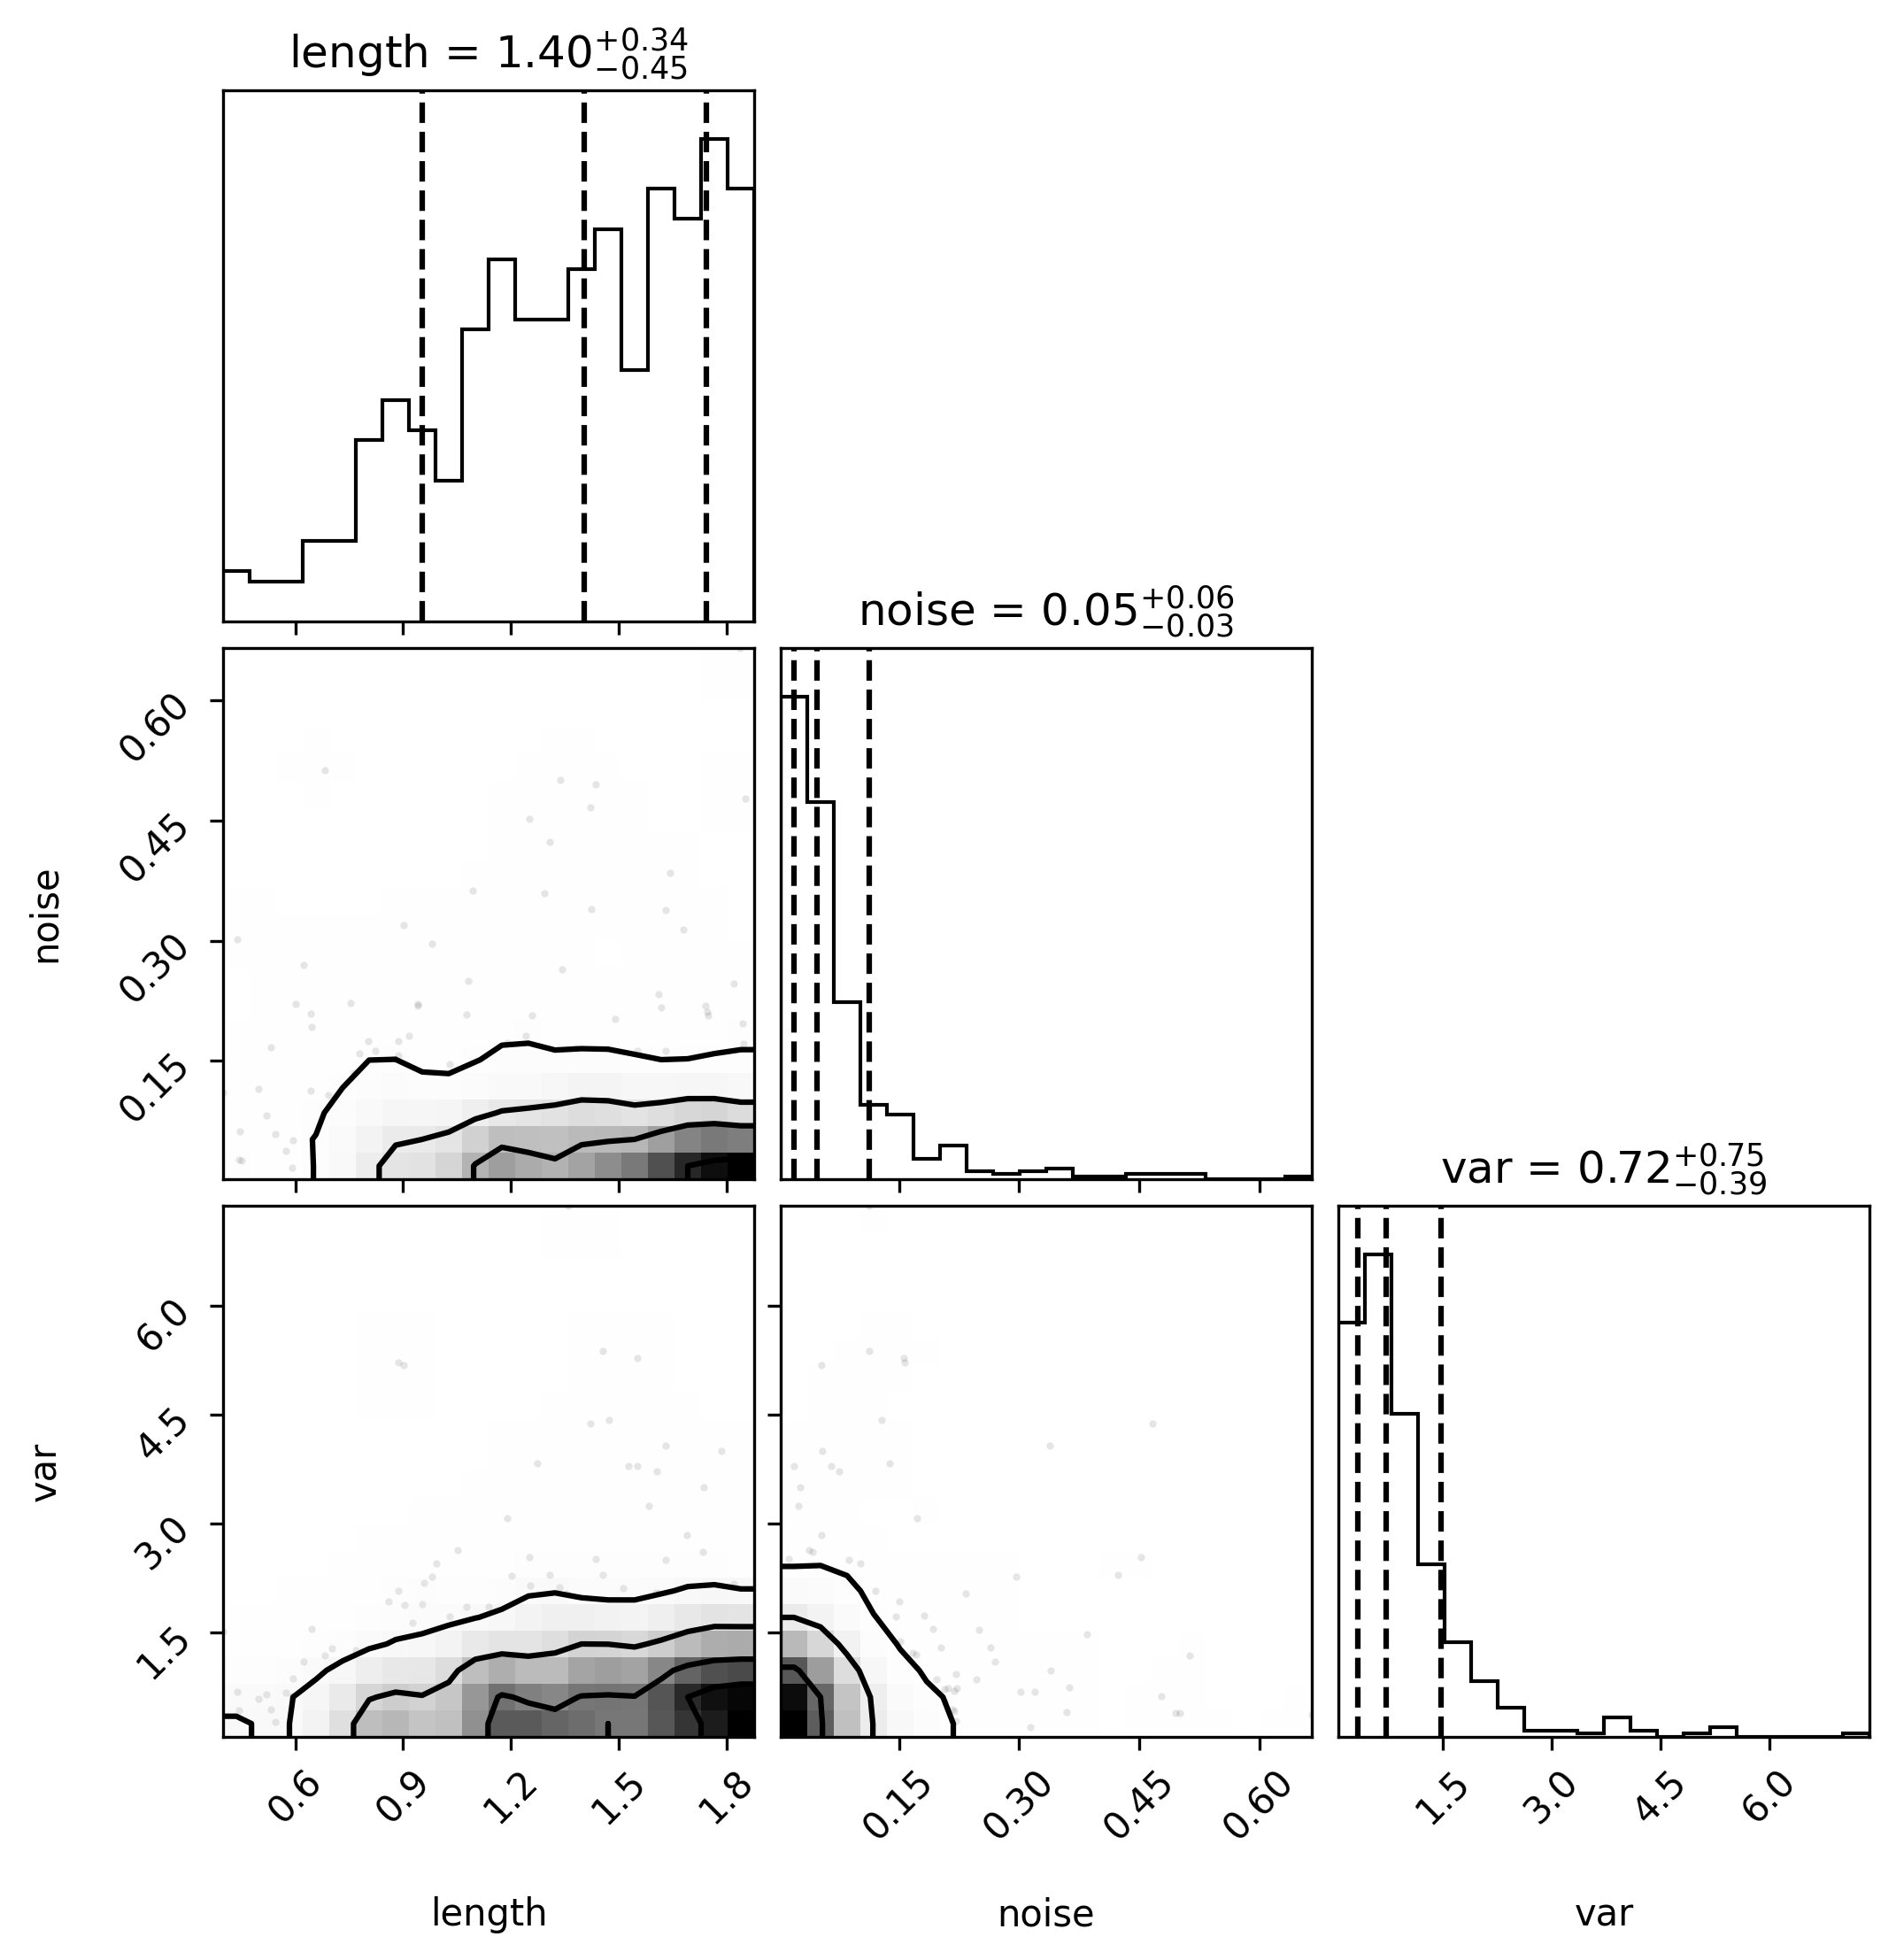 length = 1.40 +0.34 −0.45
noise = 0.05 +0.06 −0.03
0.60
0.45
0.30
0.15
noise
var = 0.72 +0.75 −0.39
6.0
4.5
3.0
1.5
var
0.6 0.9 1.2 1.5 1.8 0.15 0.30 0.45 0.60 1.5 3.0 4.5 6.0
length noise var